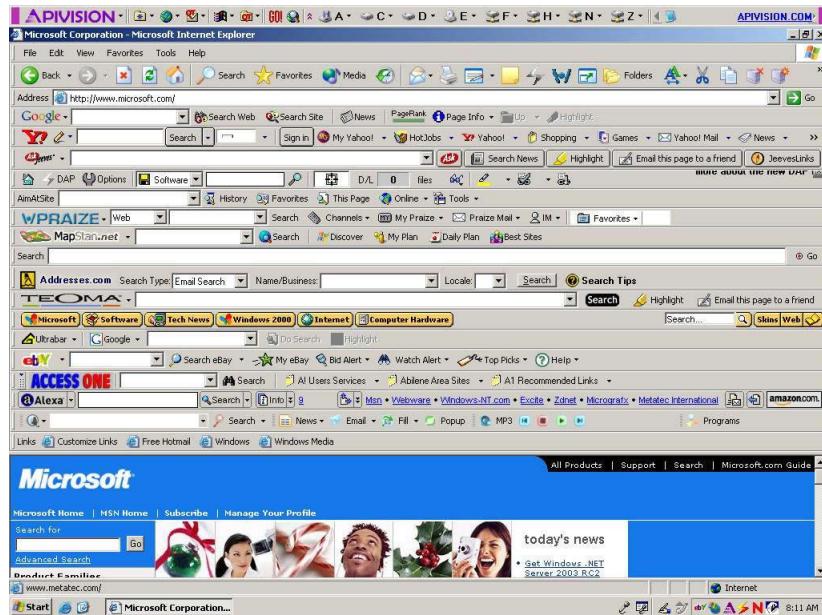 APIVISION GO! A C D E F H N Z APIVISION.COM
Microsoft Corporation - Microsoft Internet Explorer
File Edit View Favorites Tools Help
Back Search Favorites Media Folders
Address http://www.microsoft.com/ Go
Google Search Web Search Site News PageRank Page Info Up Highlight
Y! Search Sign in My Yahoo! HotJobs Yahoo! Shopping Games Yahoo! Mail News
Jeeves Search News Highlight Email this page to a friend JeevesLinks
DAP Options Software D/L 0 files more about the new DAP
AimAtSite History Favorites This Page Online Tools
WPRAIZE Web Search Channels My Praize Praize Mail IM Favorites
MapStan.net Search Discover My Plan Daily Plan Best Sites
Search Go
Addresses.com Search Type: Email Search Name/Business: Locale: Search Search Tips
TEOMA Search Highlight Email this page to a friend
Microsoft Software Tech News Windows 2000 Internet Computer Hardware Search... Skins Web
Ultrabar Google Do Search Highlight
ebY Search eBay My eBay Bid Alert Watch Alert Top Picks Help
ACCESS ONE Search Al Users Services Abilene Area Sites A1 Recommended Links
Alexa Search Info 9 Msn • Webware • Windows-NT.com • Excite • Zdnet • Micrografx • Metatec International amazon.com.
Search News Email Fill Popup MP3 Programs
Links Customize Links Free Hotmail Windows Windows Media
All Products | Support | Search | Microsoft.com Guide
Microsoft
Microsoft Home | MSN Home | Subscribe | Manage Your Profile
Search for
Go
Advanced Search
Product Families
today's news
Get Windows .NET
Server 2003 RC2
www.metatec.com/ Internet
Start Microsoft Corporation... 8:11 AM